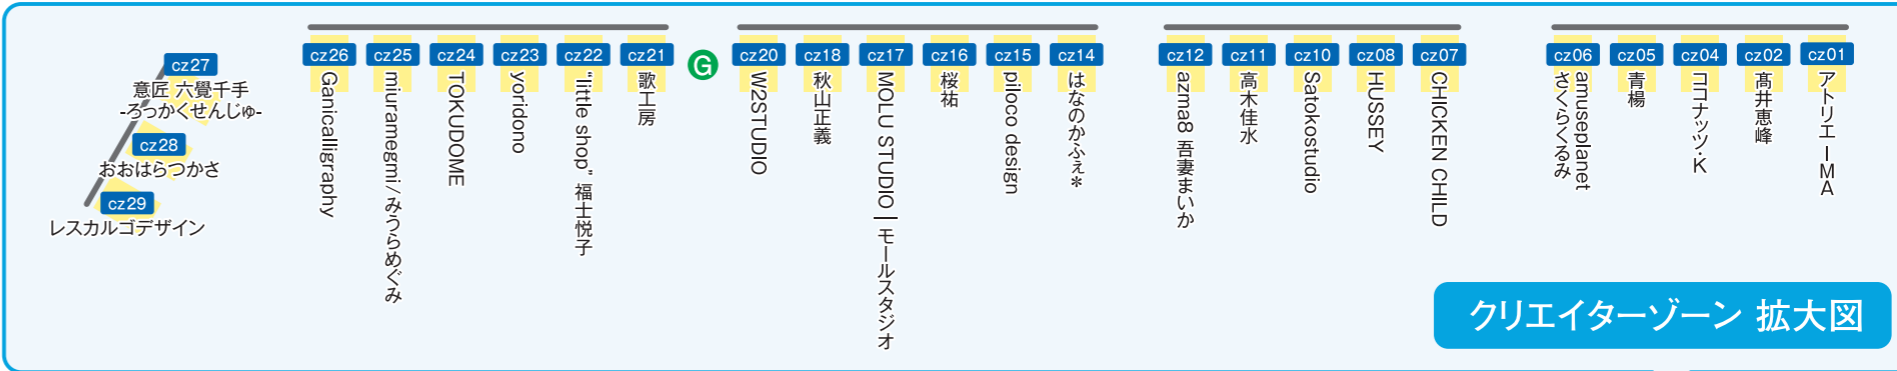 cz27
意匠 六覺千手
-ろっかくせんじゅ-
cz28
おおはらつかさ
cz29
レスカルゴデザイン
cz26
Ganicalligraphy
cz25
miuramegmi/みうらめぐみ
cz24
TOKUDOME
cz23
yoridono
cz22
"little shop" 福士悦子
cz21
歌工房
G
cz20
W2STUDIO
cz18
秋山正義
cz17
MOLU STUDIO | モールスタジオ
cz16
桜祐
cz15
piloco design
cz14
はなのかふぇ*
cz12
azma8 吾妻まいか
cz11
高木佳水
cz10
Satokostudio
cz08
HUSSEY
cz07
CHICKEN CHILD
cz06
amuseplanet
さくらくるみ
cz05
青楊
cz04
ココナッツ・K
cz02
髙井恵峰
cz01
アトリエーMA
クリエイターゾーン 拡大図